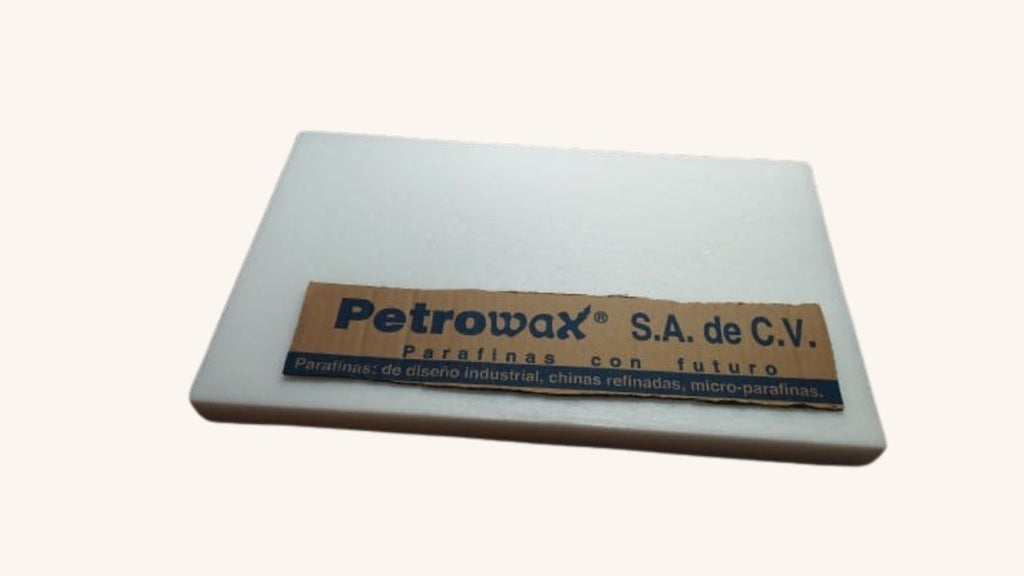 Petrowax® S.A. de C.V.
Parafinas con futuro
Parafinas: de diseño industrial, chinas refinadas, micro-parafinas.